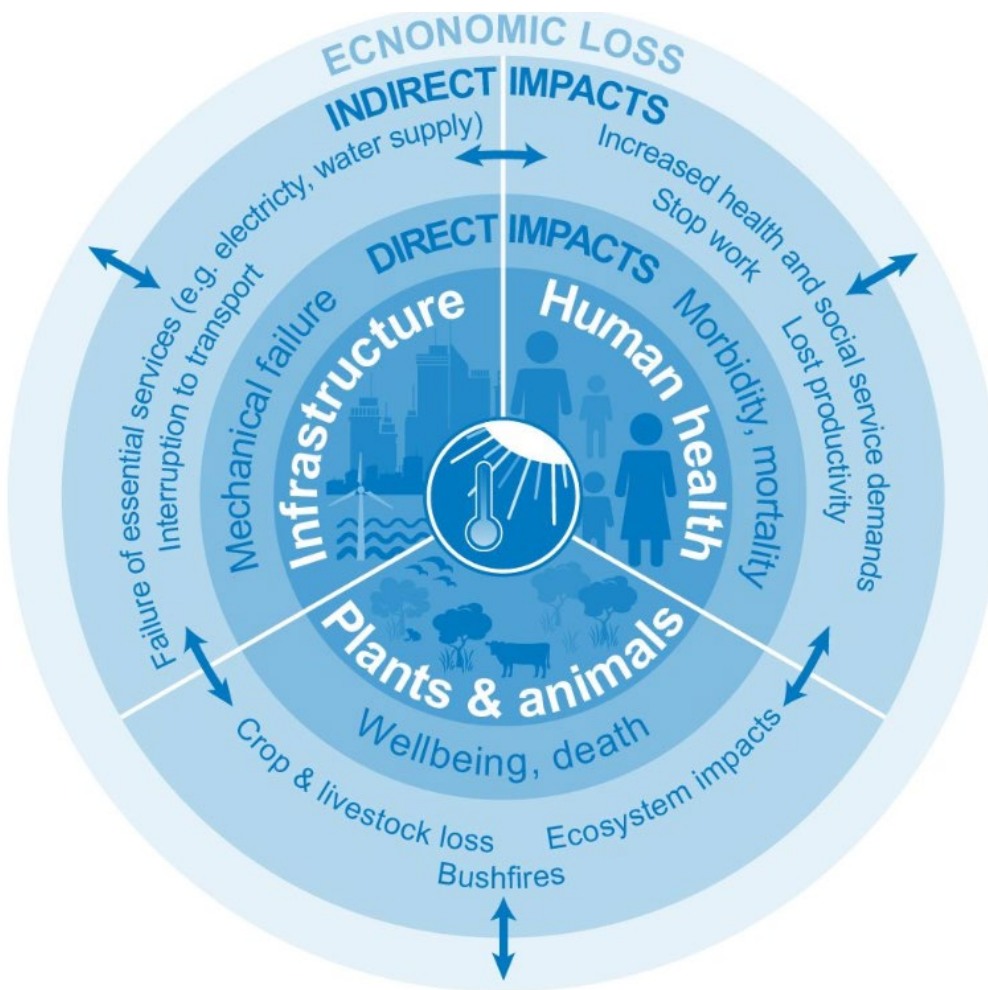 ECNONOMIC LOSS
INDIRECT IMPACTS
Failure of essential services (e.g. electricty, water supply)
Interruption to transport
Increased health and social service demands
Stop work
Lost productivity
DIRECT IMPACTS
Mechanical failure
Morbidity, mortality
Infrastructure
Human health
Plants & animals
Wellbeing, death
Crop & livestock loss
Ecosystem impacts
Bushfires